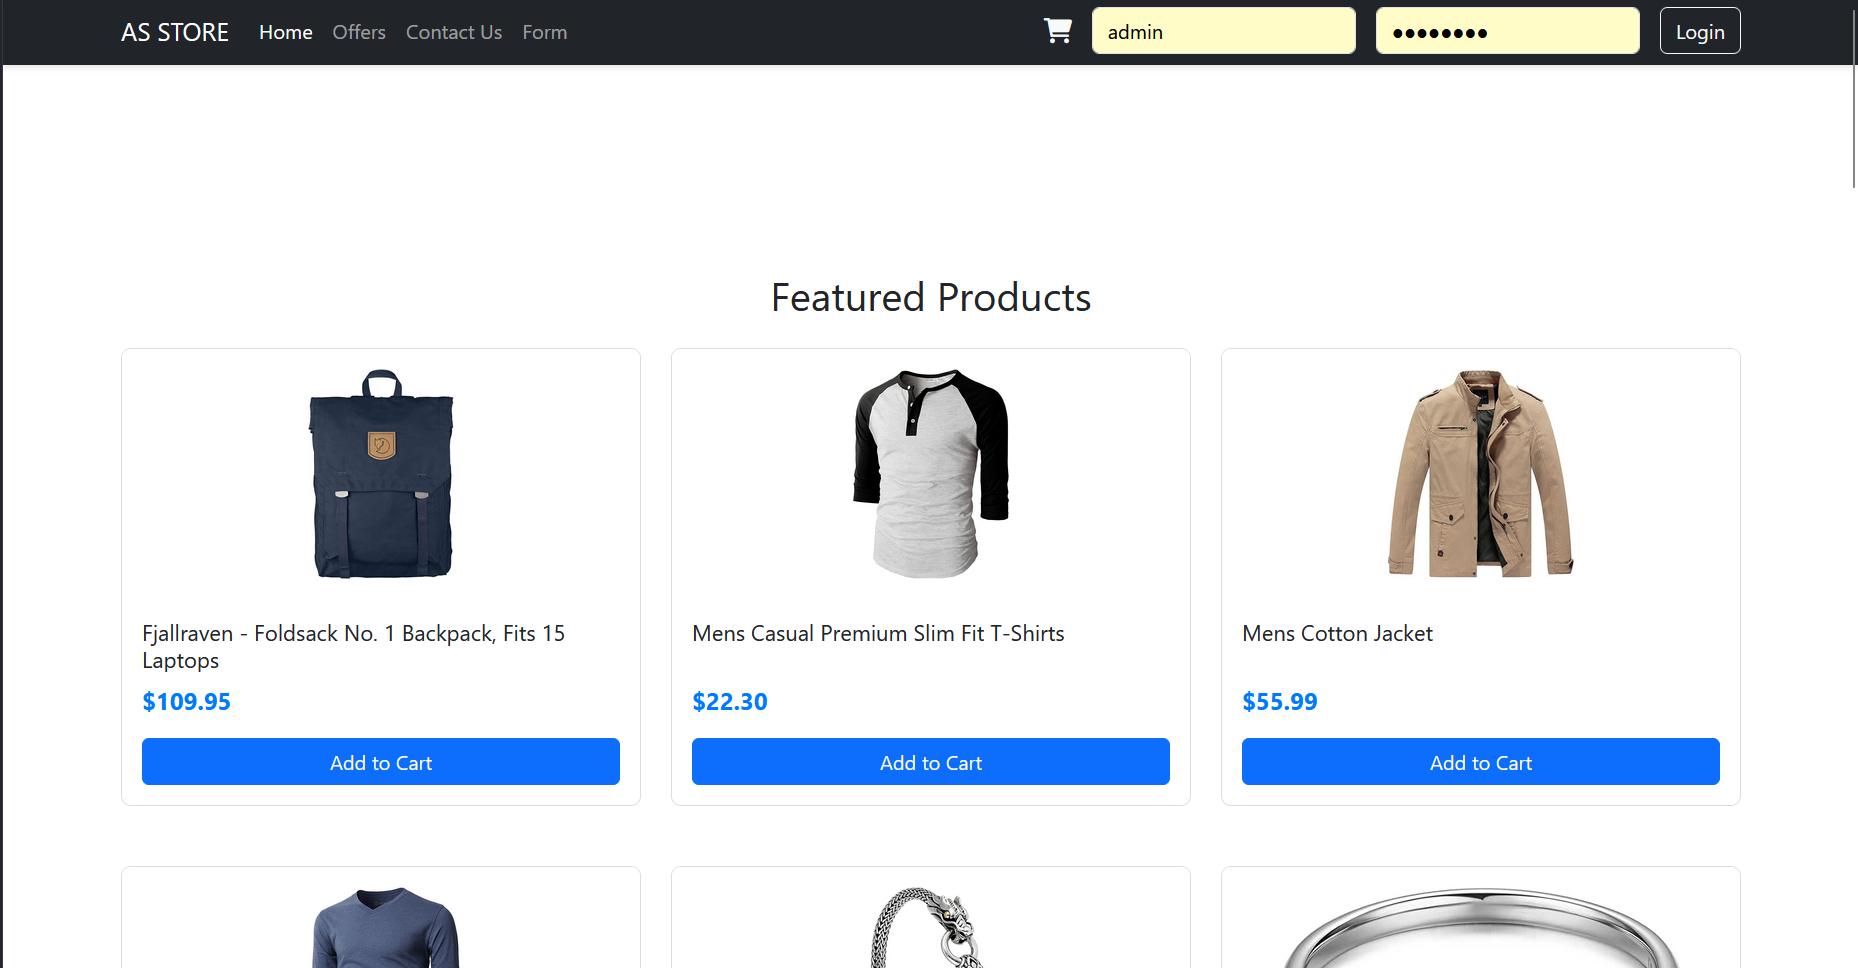 AS STORE Home Offers Contact Us Form admin ●●●●●●●● Login
Featured Products
Fjallraven - Foldsack No. 1 Backpack, Fits 15
Laptops
$109.95
Add to Cart
Mens Casual Premium Slim Fit T-Shirts
$22.30
Add to Cart
Mens Cotton Jacket
$55.99
Add to Cart